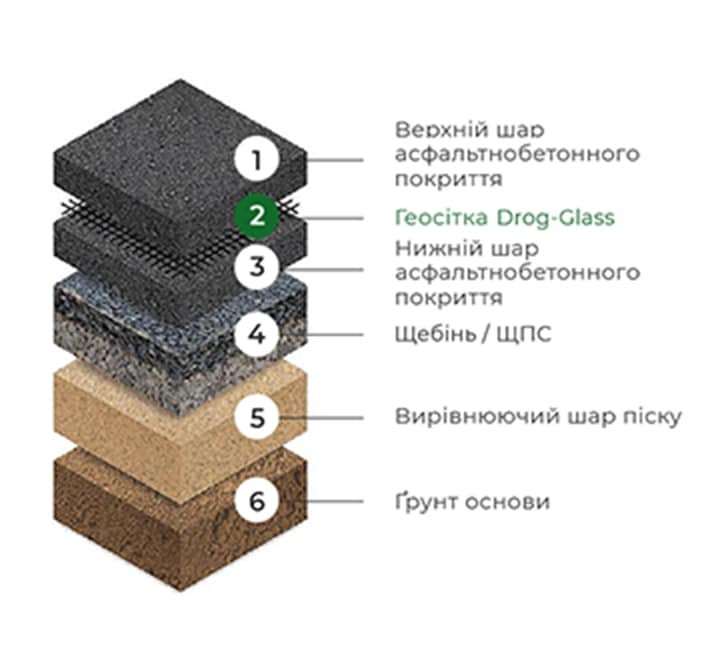 1
Верхній шар
асфальтнобетонного
покриття
2
Геосітка Drog-Glass
3
Нижній шар
асфальтнобетонного
покриття
4
Щебінь / ЩПС
5
Вирівнюючий шар піску
6
Ґрунт основи